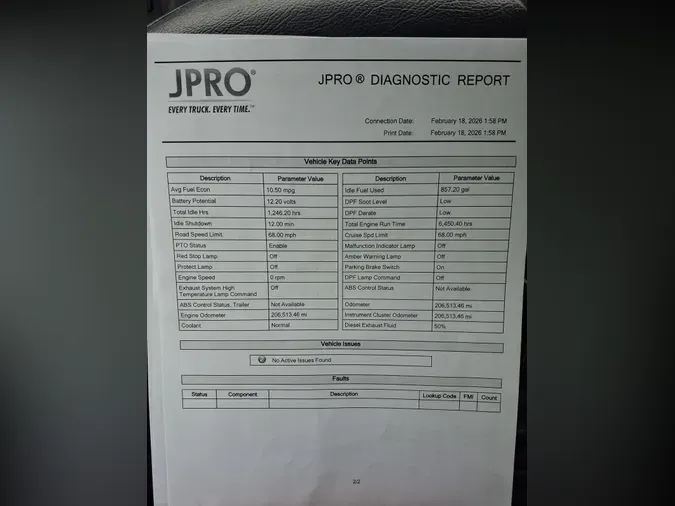 JPRO®
EVERY TRUCK. EVERY TIME.™
JPRO® DIAGNOSTIC REPORT
Connection Date: February 18, 2026 1:58 PM
Print Date: February 18, 2026 1:58 PM
Vehicle Key Data Points
Description Parameter Value Description Parameter Value
Avg Fuel Econ 10.50 mpg Idle Fuel Used 857.20 gal
Battery Potential 12.20 volts DPF Soot Level Low
Total Idle Hrs 1,246.20 hrs DPF Derate Low
Idle Shutdown 12.00 min Total Engine Run Time 6,450.40 hrs
Road Speed Limit 68.00 mph Cruise Spd Limit 68.00 mph
PTO Status Enable Malfunction Indicator Lamp Off
Red Stop Lamp Off Amber Warning Lamp Off
Protect Lamp Off Parking Brake Switch On
Engine Speed 0 rpm DPF Lamp Command Off
Exhaust System High Off ABS Control Status Not Available
Temperature Lamp Command
ABS Control Status, Trailer Not Available Odometer 206,513.46 mi
Engine Odometer 206,513.46 mi Instrument Cluster Odometer 206,513.46 mi
Coolant Normal Diesel Exhaust Fluid 50%
Vehicle Issues
No Active Issues Found
Faults
Status Component Description Lookup Code FMI Count
2/2